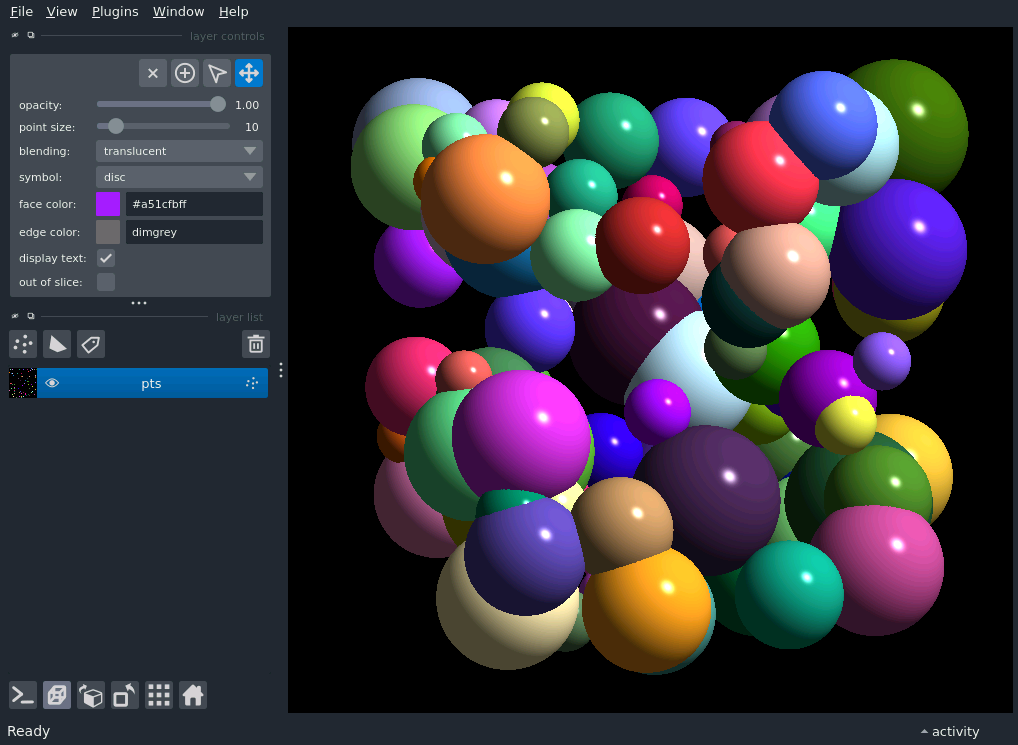 File View Plugins Window Help
layer controls
opacity: 1.00
point size: 10
blending: translucent
symbol: disc
face color: #a51cfbff
edge color: dimgrey
display text:
out of slice:
layer list
pts
Ready
activity